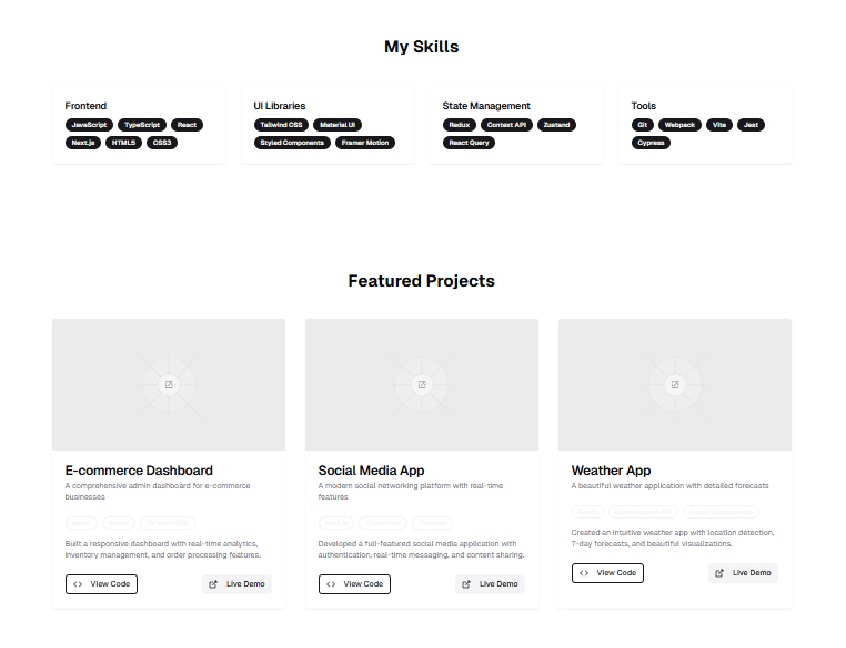 My Skills
Frontend
JavaScript TypeScript React
Next.js HTML5 CSS3
UI Libraries
Tailwind CSS Material UI
Styled Components Framer Motion
State Management
Redux Context API Zustand
React Query
Tools
Git Webpack Vite Jest
Cypress
Featured Projects
E-commerce Dashboard
A comprehensive admin dashboard for e-commerce
businesses
React Tailwind CSS
Built a responsive dashboard with real-time analytics,
inventory management, and order processing features.
View Code Live Demo
Social Media App
A modern social networking platform with real-time
features
Next.js TypeScript Firebase
Developed a full-featured social media application with
authentication, real-time messaging, and content sharing.
View Code Live Demo
Weather App
A beautiful weather application with detailed forecasts
React OpenWeather API Styled Components
Created an intuitive weather app with location detection,
7-day forecasts, and beautiful visualizations.
View Code Live Demo